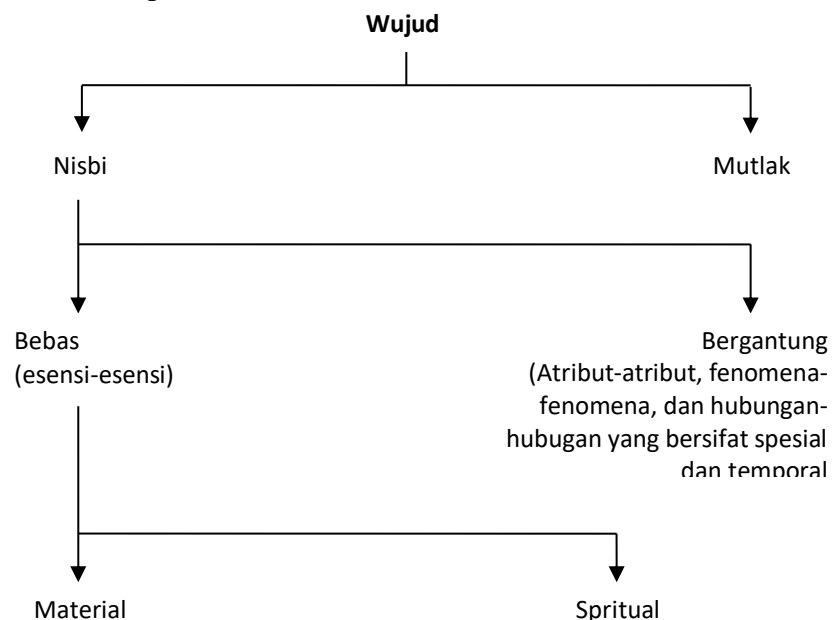 Wujud
Nisbi
Mutlak
Bebas
(esensi-esensi)
Bergantung
(Atribut-atribut, fenomena-
fenomena, dan hubungan-
hubugan yang bersifat spesial
dan temporal
Material
Spritual